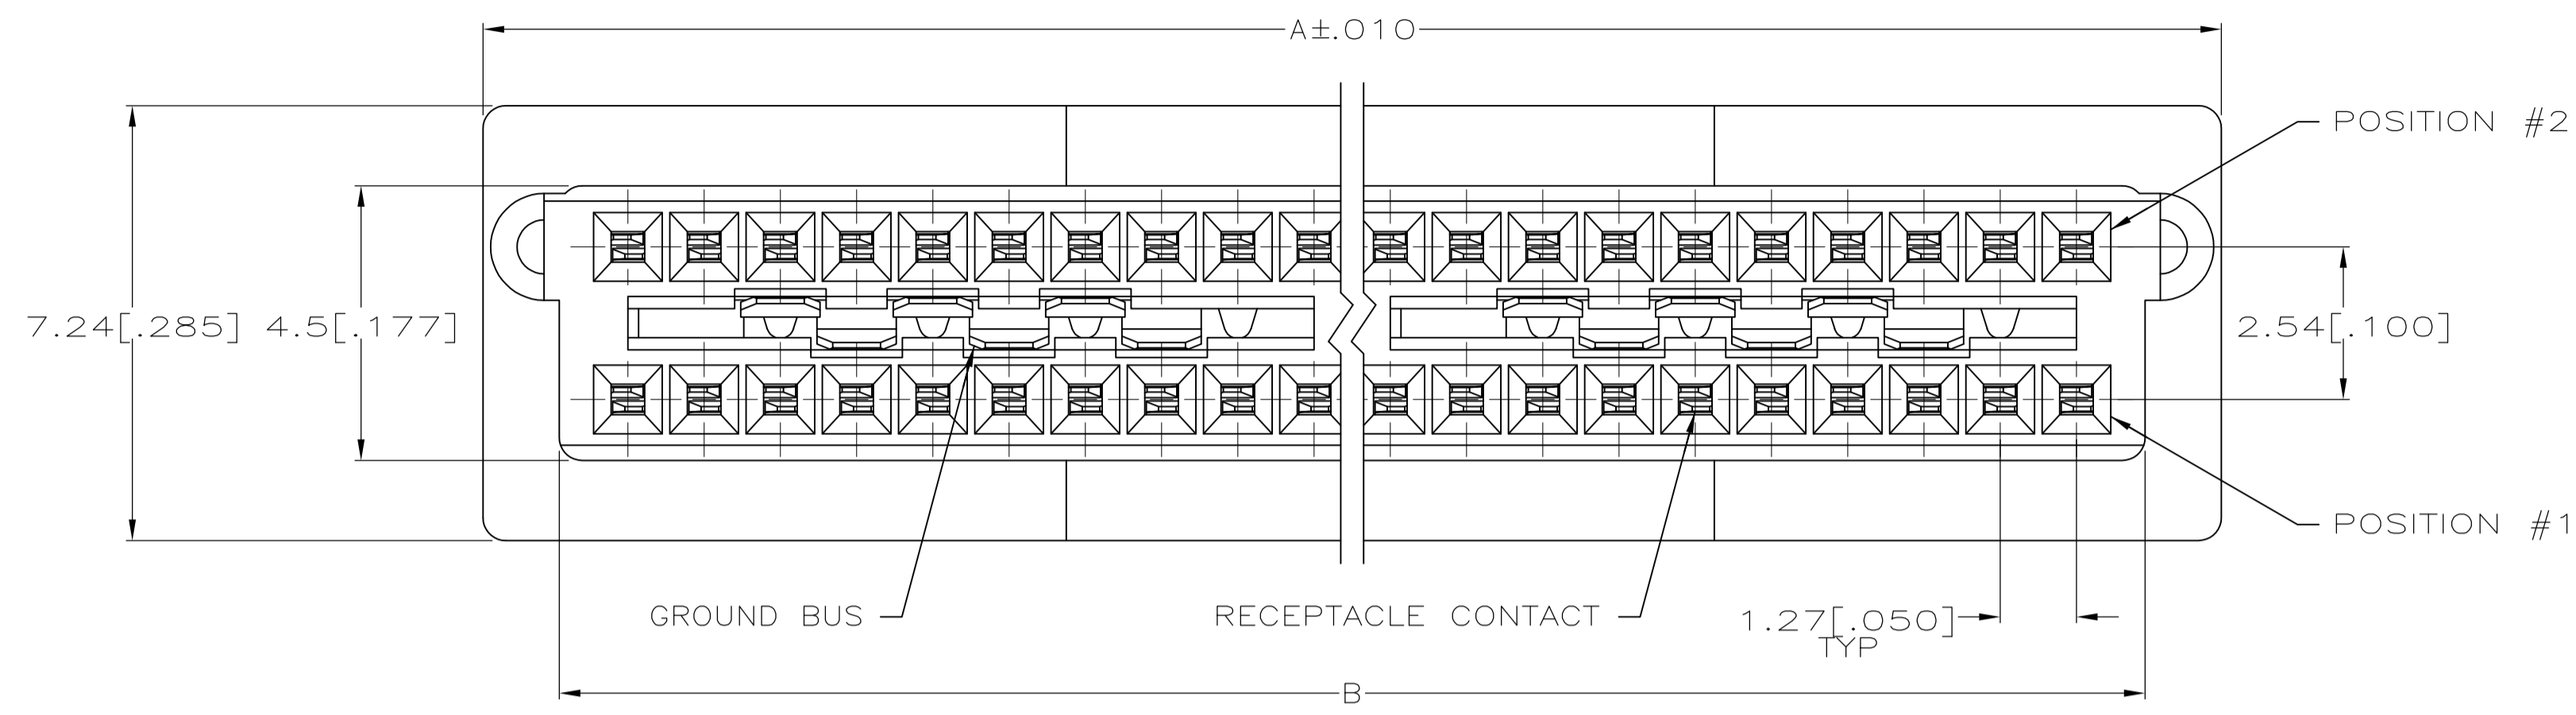 A±.010
POSITION #2
7.24[.285]
4.5[.177]
2.54[.100]
POSITION #1
GROUND BUS
RECEPTACLE CONTACT
1.27[.050]
TYP
B